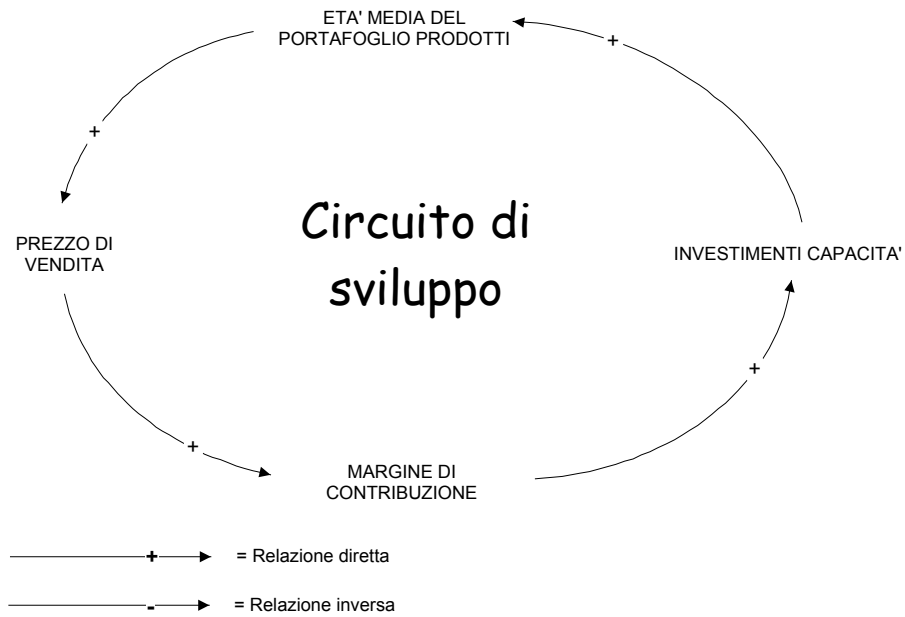 ETA' MEDIA DEL
PORTAFOGLIO PRODOTTI
+
+
Circuito di
sviluppo
PREZZO DI
VENDITA
INVESTIMENTI CAPACITA'
+
+
MARGINE DI
CONTRIBUZIONE
+ = Relazione diretta
- = Relazione inversa